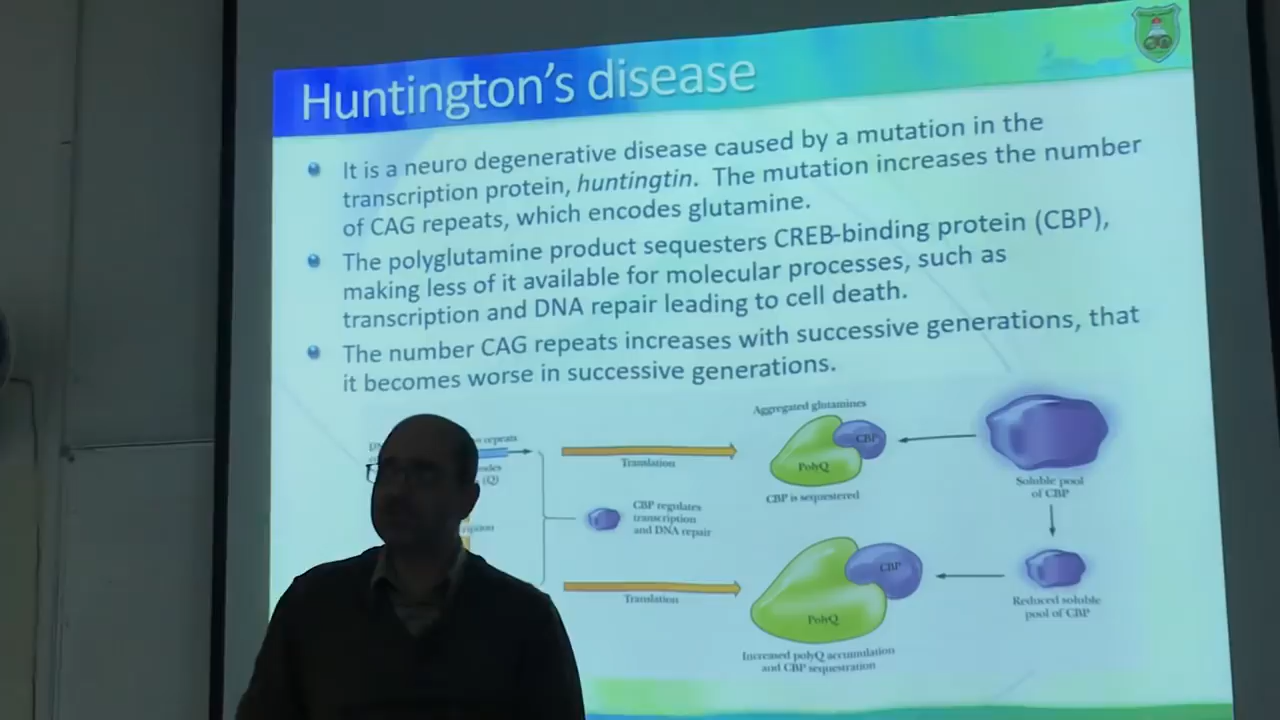 Huntington's disease
It is a neuro degenerative disease caused by a mutation in the
transcription protein, huntingtin. The mutation increases the number
of CAG repeats, which encodes glutamine.
The polyglutamine product sequesters CREB-binding protein (CBP),
making less of it available for molecular processes, such as
transcription and DNA repair leading to cell death.
The number CAG repeats increases with successive generations, that
it becomes worse in successive generations.
repeats
(Q)
Translation
CBP regulates
transcription
and DNA repair
Translation
Aggregated glutamines
CBP
PolyQ
CBP is sequestered
CBP
PolyQ
Increased polyQ accumulation
and CBP sequestration
Soluble pool
of CBP
Reduced soluble
pool of CBP